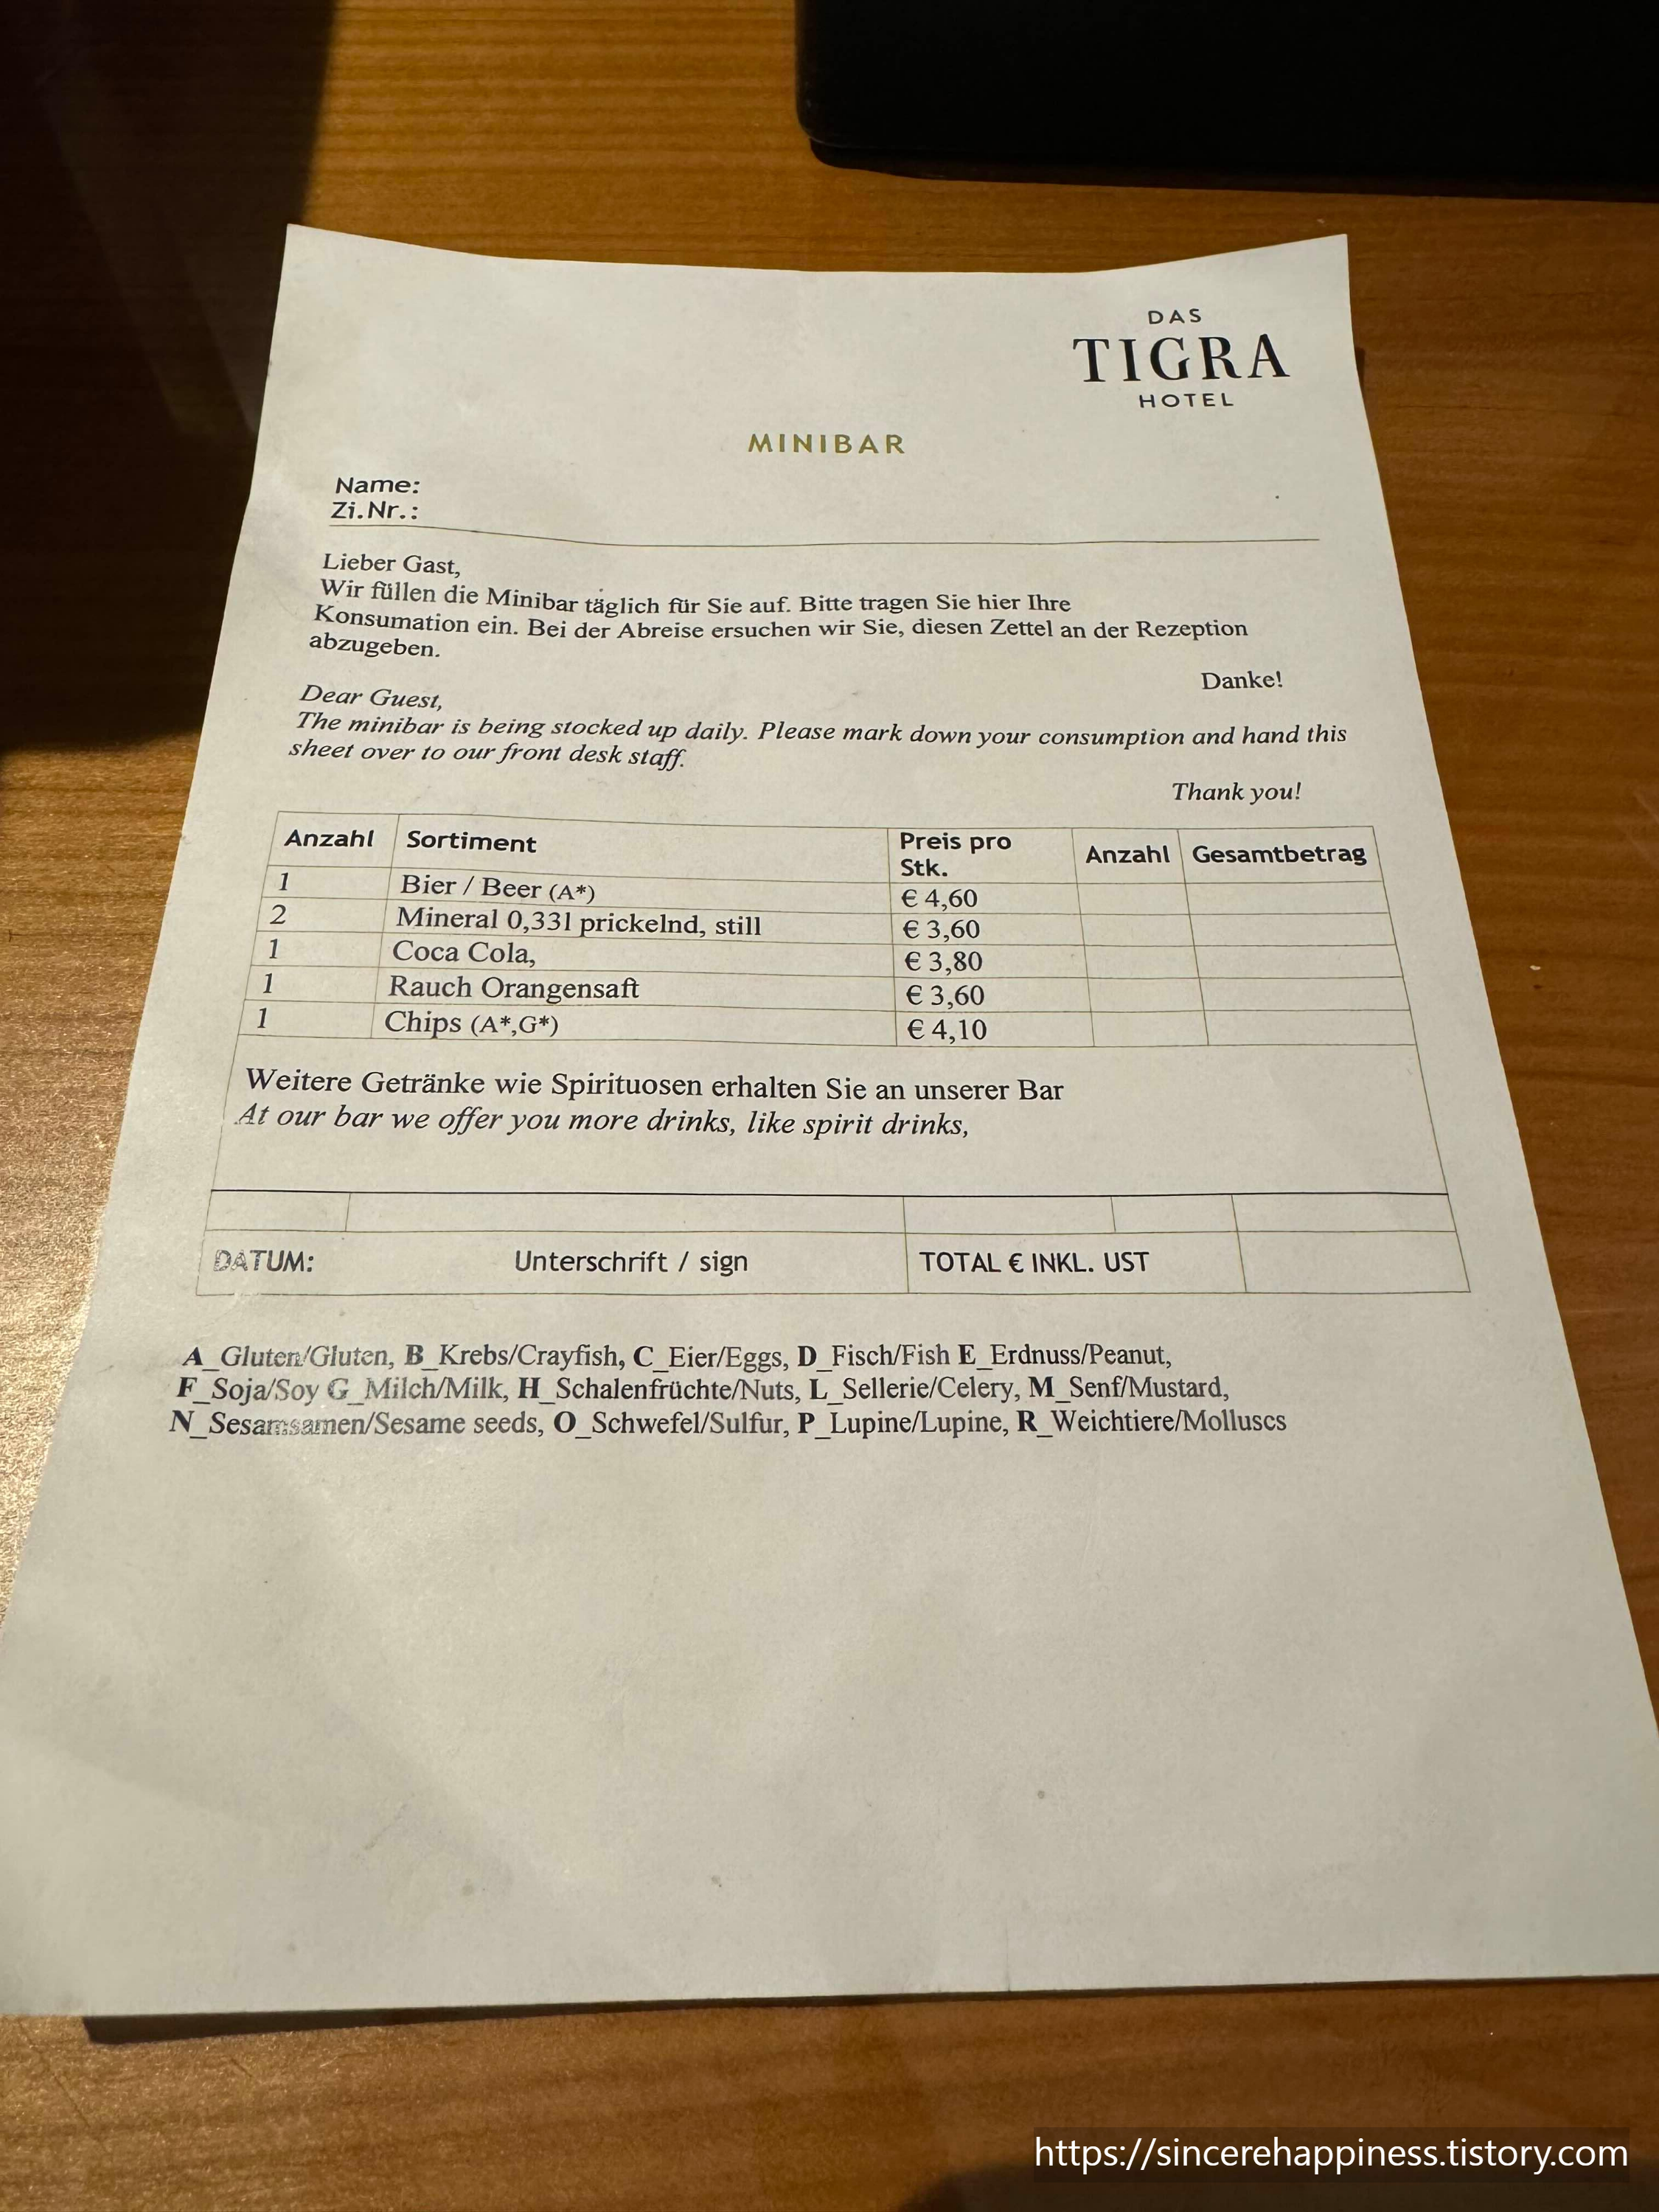 DAS
TIGRA
HOTEL
MINIBAR
Name:
Zi.Nr.:
Lieber Gast,
Wir füllen die Minibar täglich für Sie auf. Bitte tragen Sie hier Ihre
Konsumation ein. Bei der Abreise ersuchen wir Sie, diesen Zettel an der Rezeption
abzugeben.
Danke!
Dear Guest,
The minibar is being stocked up daily. Please mark down your consumption and hand this
sheet over to our front desk staff.
Thank you!
Anzahl Sortiment Preis pro Stk. Anzahl Gesamtbetrag
1 Bier / Beer (A*) € 4,60
2 Mineral 0,33l prickelnd, still € 3,60
1 Coca Cola, € 3,80
1 Rauch Orangensaft € 3,60
1 Chips (A*,G*) € 4,10
Weitere Getränke wie Spirituosen erhalten Sie an unserer Bar
At our bar we offer you more drinks, like spirit drinks,
DATUM: Unterschrift / sign TOTAL € INKL. UST
A_Gluten/Gluten, B_Krebs/Crayfish, C_Eier/Eggs, D_Fisch/Fish E_Erdnuss/Peanut,
F_Soja/Soy G_Milch/Milk, H_Schalenfrüchte/Nuts, L_Sellerie/Celery, M_Senf/Mustard,
N_Sesamsamen/Sesame seeds, O_Schwefel/Sulfur, P_Lupine/Lupine, R_Weichtiere/Molluscs
https://sincerehappiness.tistory.com